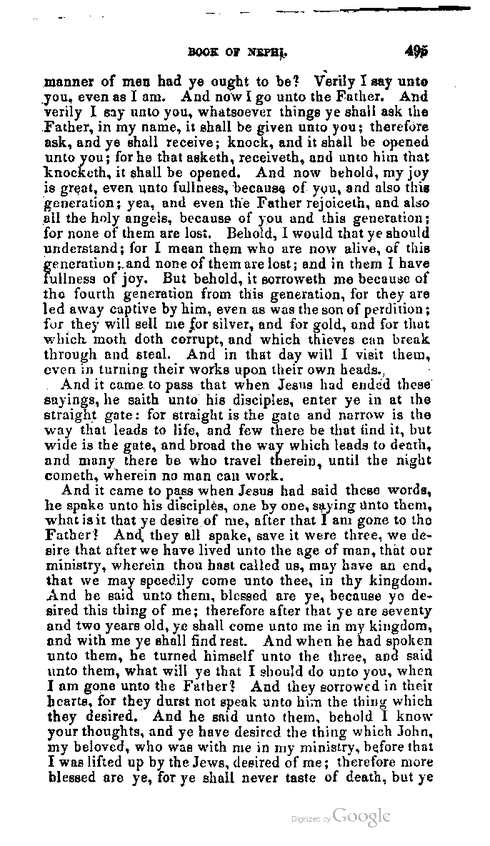 BOOK OF NEPHI. 495
manner of men had ye ought to be? Verily I say unto
you, even as I am. And now I go unto the Father. And
verily I say unto you, whatsoever things ye shall ask the
Father, in my name, it shall be given unto you; therefore
ask, and ye shall receive; knock, and it shall be opened
unto you; for he that asketh, receiveth, and unto him that
knocketh, it shall be opened. And now behold, my joy
is great, even unto fullness, because of you, and also this
generation; yea, and even the Father rejoiceth, and also
all the holy angels, because of you and this generation;
for none of them are lost. Behold, I would that ye should
understand; for I mean them who are now alive, of this
generation; and none of them are lost; and in them I have
fullness of joy. But behold, it sorroweth me because of
the fourth generation from this generation, for they are
led away captive by him, even as was the son of perdition;
for they will sell me for silver, and for gold, and for that
which moth doth corrupt, and which thieves can break
through and steal. And in that day will I visit them,
even in turning their works upon their own heads.
And it came to pass that when Jesus had ended these
sayings, he saith unto his disciples, enter ye in at the
straight gate: for straight is the gate and narrow is the
way that leads to life, and few there be that find it, but
wide is the gate, and broad the way which leads to death,
and many there be who travel therein, until the night
cometh, wherein no man can work.
And it came to pass when Jesus had said these words,
he spake unto his disciples, one by one, saying unto them,
what is it that ye desire of me, after that I am gone to the
Father? And they all spake, save it were three, we de-
sire that after we have lived unto the age of man, that our
ministry, wherein thou hast called us, may have an end,
that we may speedily come unto thee, in thy kingdom.
And he said unto them, blessed are ye, because ye de-
sired this thing of me; therefore after that ye are seventy
and two years old, ye shall come unto me in my kingdom,
and with me ye shall find rest. And when he had spoken
unto them, he turned himself unto the three, and said
unto them, what will ye that I should do unto you, when
I am gone unto the Father? And they sorrowed in their
hearts, for they durst not speak unto him the thing which
they desired. And he said unto them, behold I know
your thoughts, and ye have desired the thing which John,
my beloved, who was with me in my ministry, before that
I was lifted up by the Jews, desired of me; therefore more
blessed are ye, for ye shall never taste of death, but ye
Digitized by Google